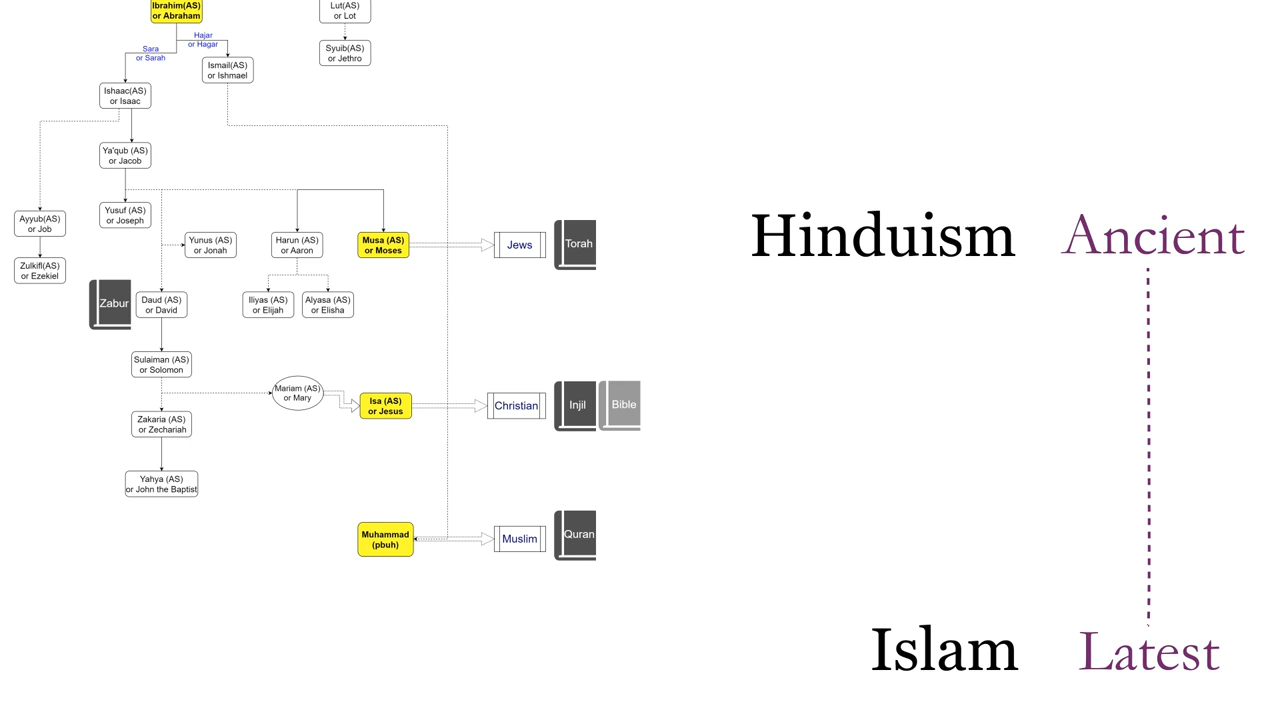 Ibrahim(AS)
or Abraham
Lut(AS)
or Lot
Hajar
or Hagar
Sara
or Sarah
Syuib(AS)
or Jethro
Ismail(AS)
or Ishmael
Ishaac(AS)
or Isaac
Ya'qub (AS)
or Jacob
Yusuf (AS)
or Joseph
Ayyub(AS)
or Job
Yunus (AS)
or Jonah
Harun (AS)
or Aaron
Musa (AS)
or Moses
Jews
Torah
Zulkifl(AS)
or Ezekiel
Zabur
Daud (AS)
or David
Iliyas (AS)
or Elijah
Alyasa (AS)
or Elisha
Sulaiman (AS)
or Solomon
Mariam (AS)
or Mary
Isa (AS)
or Jesus
Christian
Injil
Bible
Zakaria (AS)
or Zechariah
Yahya (AS)
or John the Baptist
Muhammad
(pbuh)
Muslim
Quran
Hinduism Ancient
Islam Latest